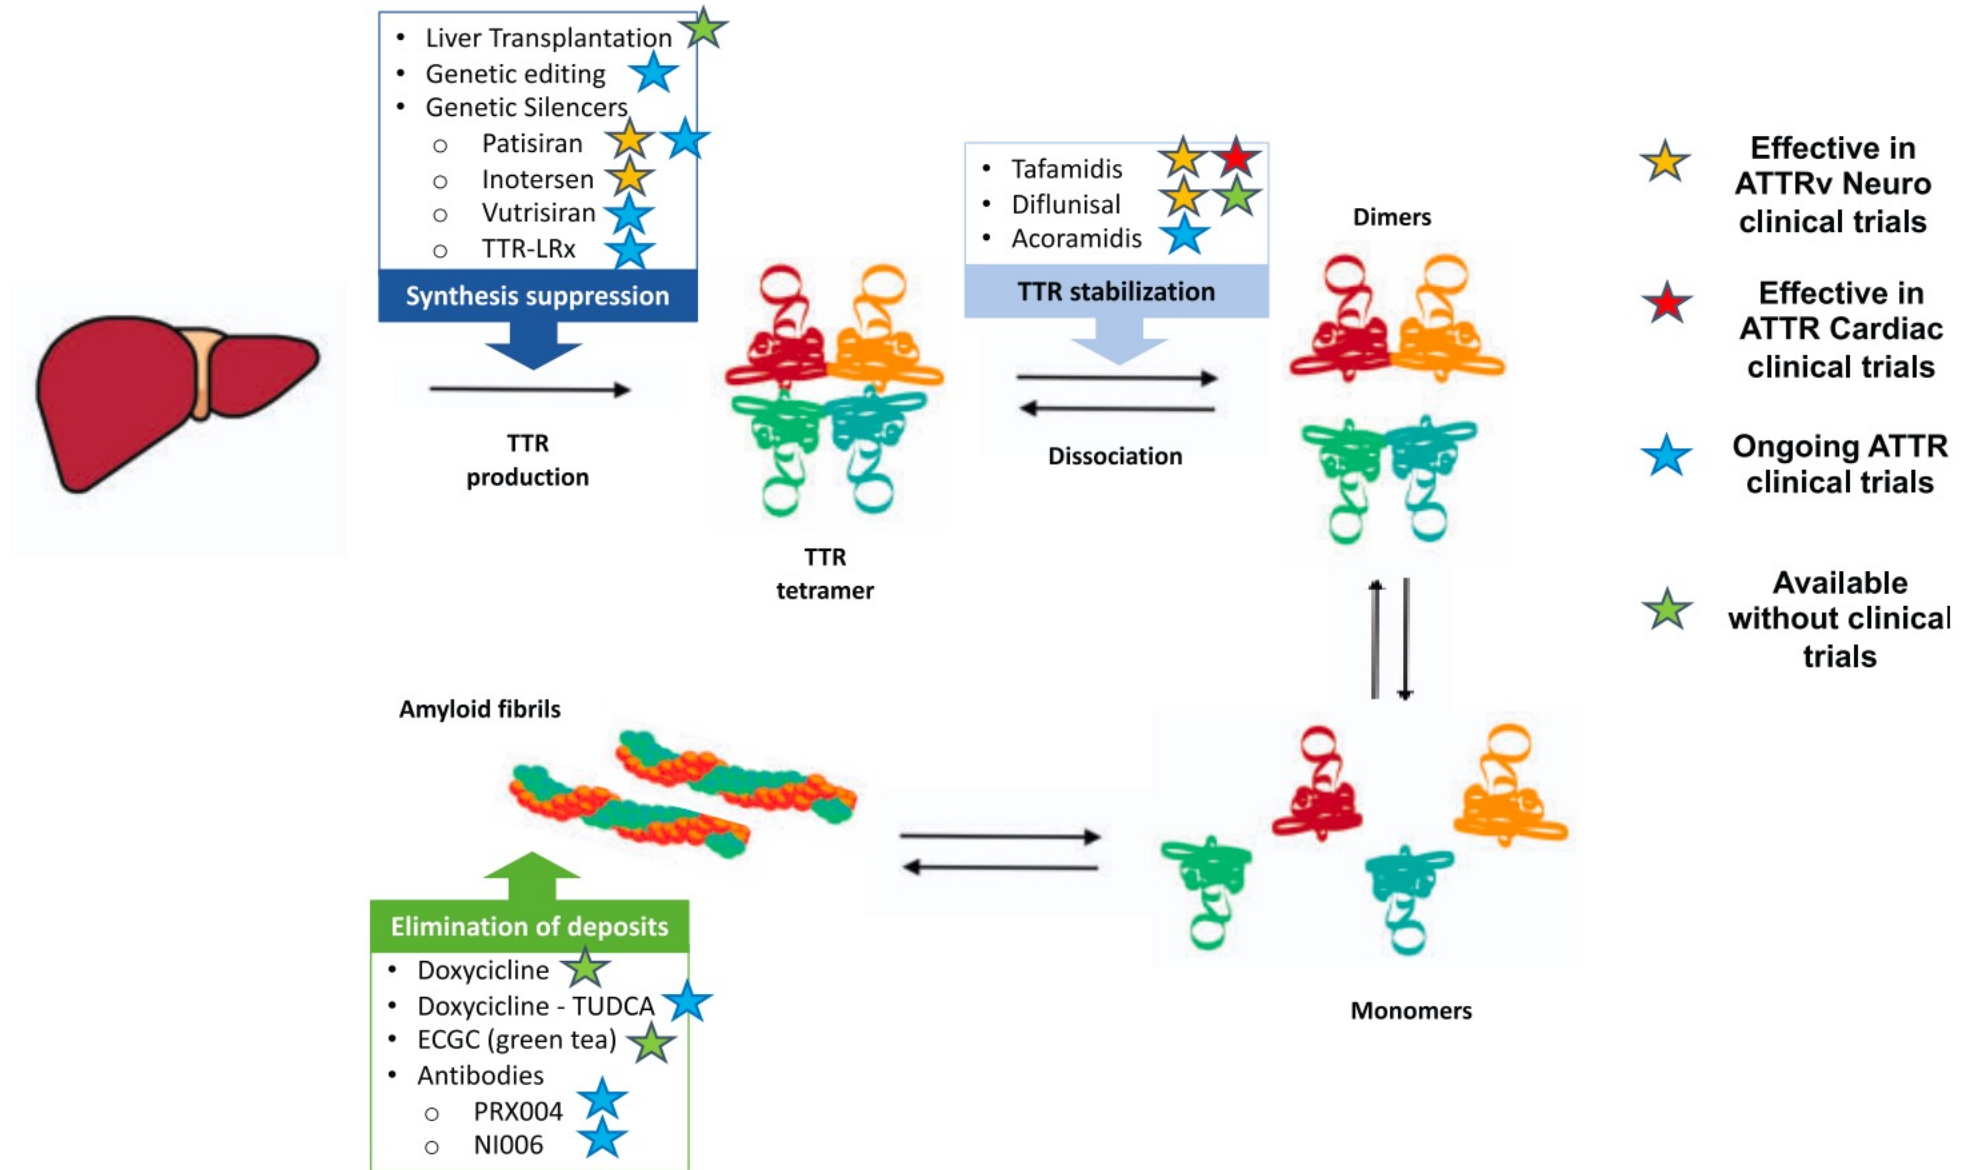 • Liver Transplantation
• Genetic editing
• Genetic Silencers
o Patisiran
o Inotersen
o Vutrisiran
o TTR-LRx
Synthesis suppression
TTR
production
TTR
tetramer
• Tafamidis
• Diflunisal
• Acoramidis
TTR stabilization
Dissociation
Dimers
Effective in
ATTRv Neuro
clinical trials
Effective in
ATTR Cardiac
clinical trials
Ongoing ATTR
clinical trials
Available
without clinical
trials
Amyloid fibrils
Elimination of deposits
• Doxycicline
• Doxycicline - TUDCA
• ECGC (green tea)
• Antibodies
o PRX004
o NI006
Monomers